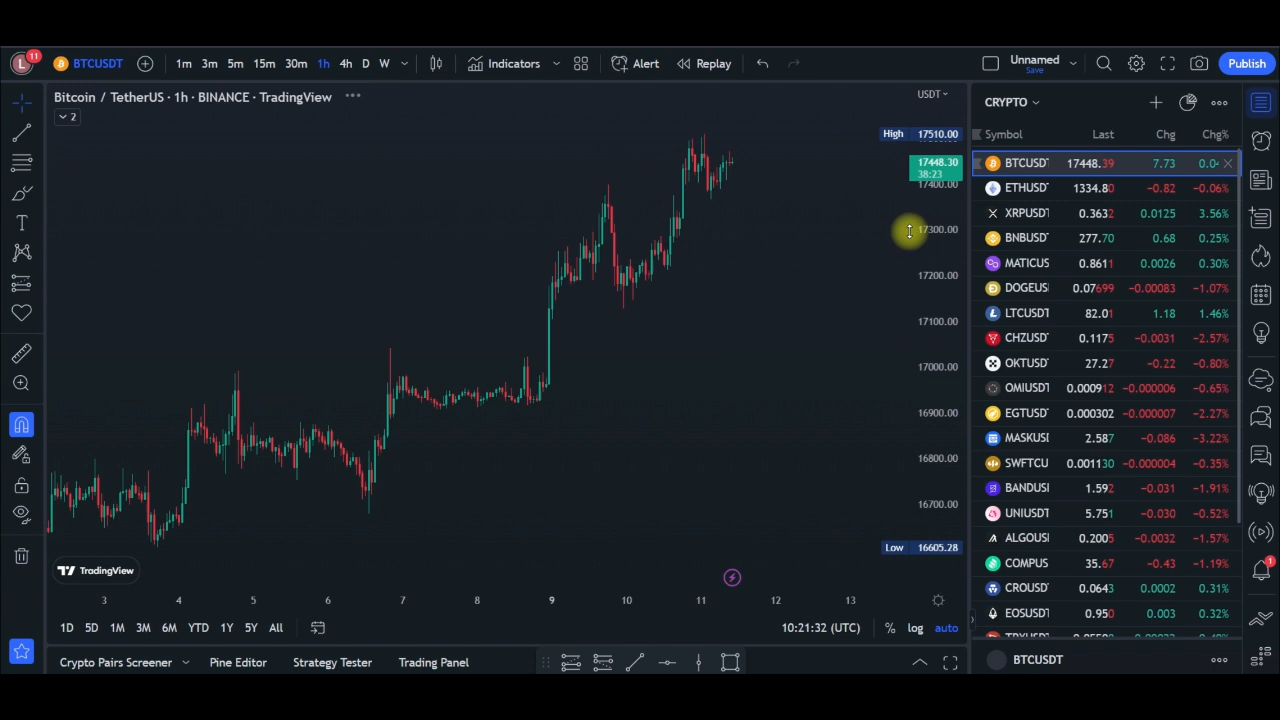 L 11 BTCUSDT 1m 3m 5m 15m 30m 1h 4h D W Indicators Alert Replay Unnamed Save Publish
Bitcoin / TetherUS · 1h · BINANCE · TradingView
2
USDT
High 17510.00
17448.30
38:23
17400.00
17300.00
17200.00
17100.00
17000.00
16900.00
16800.00
16700.00
Low 16605.28
TradingView
3 4 5 6 7 8 9 10 11 12 13
1D 5D 1M 3M 6M YTD 1Y 5Y All 10:21:32 (UTC) % log auto
Crypto Pairs Screener Pine Editor Strategy Tester Trading Panel
CRYPTO
Symbol Last Chg Chg%
BTCUSDT 17448.39 7.73 0.0
ETHUSDT 1334.80 −0.82 −0.06%
XRPUSDT 0.3632 0.0125 3.56%
BNBUSDT 277.70 0.68 0.25%
MATICUS 0.8611 0.0026 0.30%
DOGEUS 0.07699 −0.00083 −1.07%
LTCUSDT 82.01 1.18 1.46%
CHZUSDT 0.1175 −0.0031 −2.57%
OKTUSDT 27.27 −0.22 −0.80%
OMIUSDT 0.000912 −0.000006 −0.65%
EGTUSDT 0.000302 −0.000007 −2.27%
MASKUSI 2.587 −0.086 −3.22%
SWFTCU 0.001130 −0.000004 −0.35%
BANDUSI 1.592 −0.031 −1.91%
UNIUSDT 5.751 −0.030 −0.52%
ALGOUSI 0.2005 −0.0032 −1.57%
COMPUS 35.67 −0.43 −1.19%
CROUSDT 0.0643 0.0002 0.31%
EOSUSDT 0.950 0.003 0.32%
BTCUSDT
1